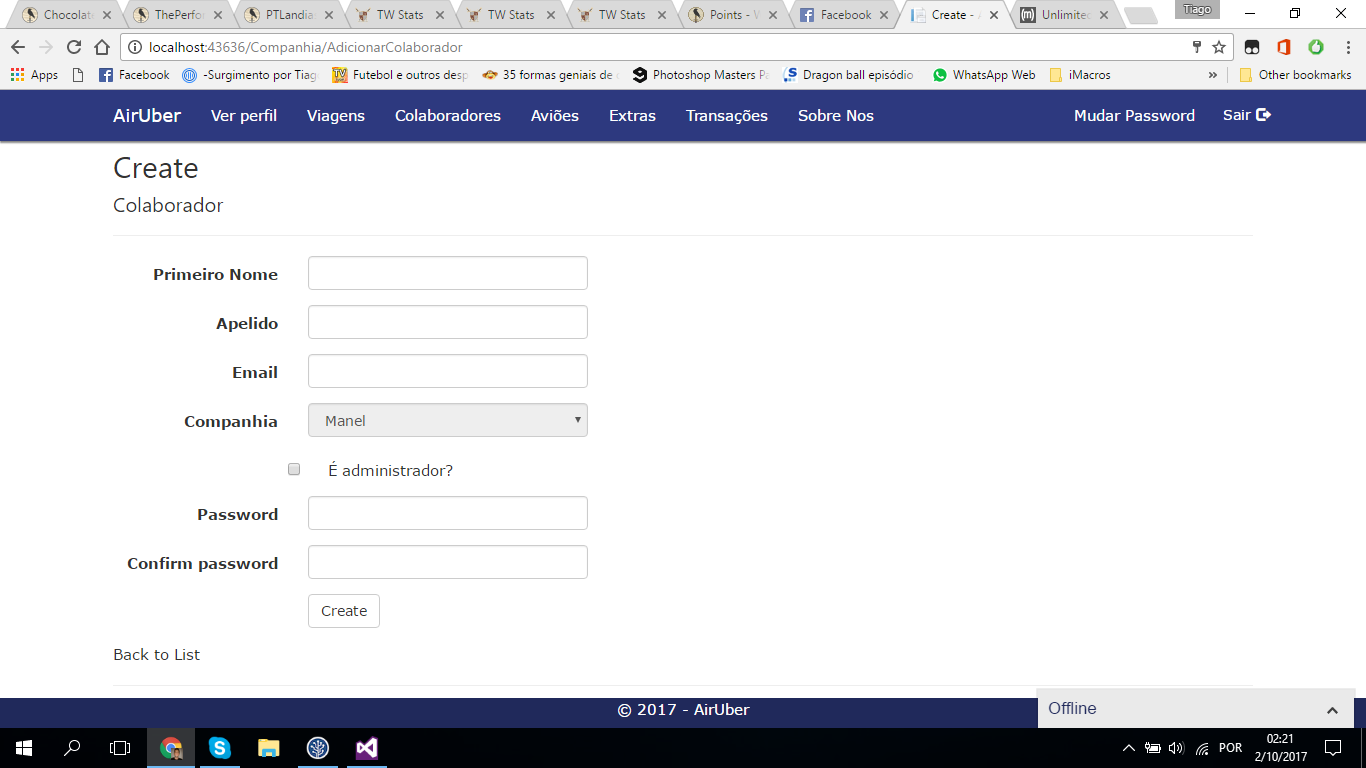 Chocolat ThePerfo PTLandia TW Stats TW Stats TW Stats Points - Facebook Create - Unlimited Tiago
localhost:43636/Companhia/AdicionarColaborador
Apps Facebook -Surgimento por Tiag Futebol e outros desp 35 formas geniais de Photoshop Masters Pa Dragon ball episódio WhatsApp Web iMacros » Other bookmarks
AirUber Ver perfil Viagens Colaboradores Aviões Extras Transações Sobre Nos Mudar Password Sair
Create
Colaborador
Primeiro Nome
Apelido
Email
Companhia Manel
É administrador?
Password
Confirm password
Create
Back to List
© 2017 - AirUber
Offline
POR 02:21
2/10/2017